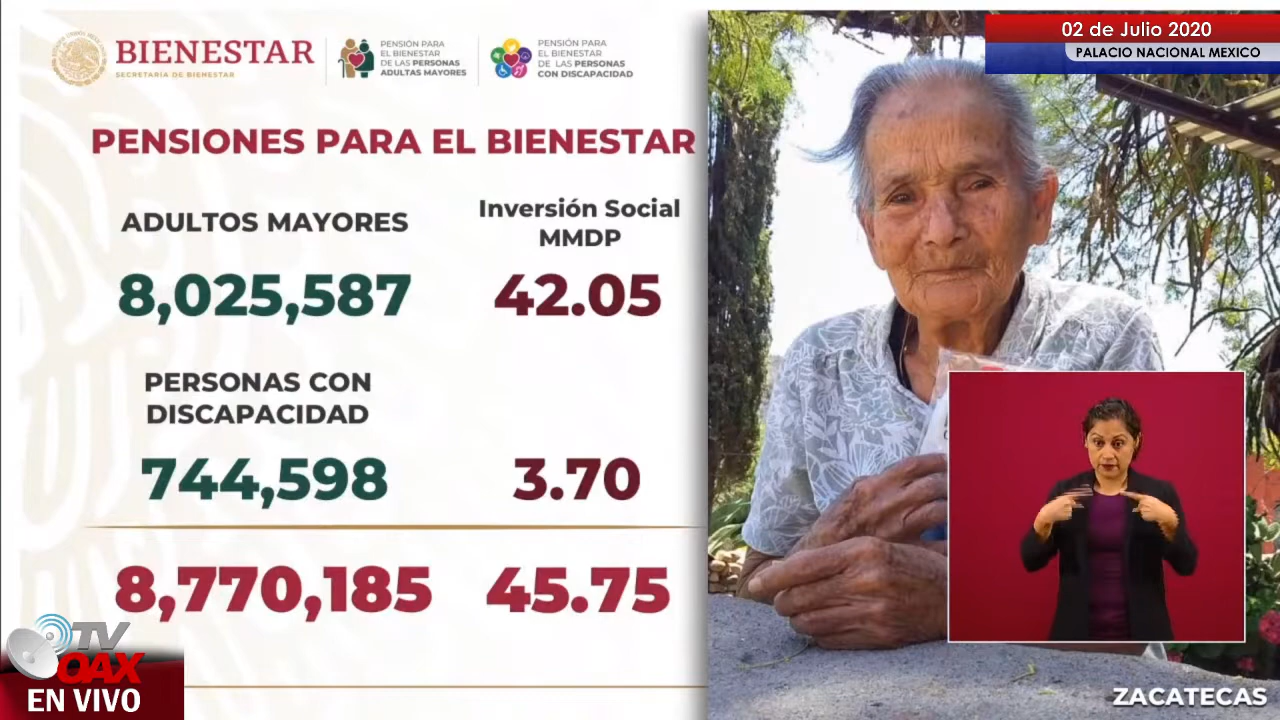 BIENESTAR
SECRETARÍA DE BIENESTAR
PENSIÓN PARA
EL BIENESTAR
DE LAS PERSONAS
ADULTAS MAYORES
PENSIÓN PARA
EL BIENESTAR
DE LAS PERSONAS
CON DISCAPACIDAD
02 de Julio 2020
PALACIO NACIONAL MEXICO
PENSIONES PARA EL BIENESTAR
ADULTOS MAYORES
Inversión Social
MMDP
8,025,587
42.05
PERSONAS CON
DISCAPACIDAD
744,598
3.70
8,770,185
45.75
TV
OAX
EN VIVO
ZACATECAS